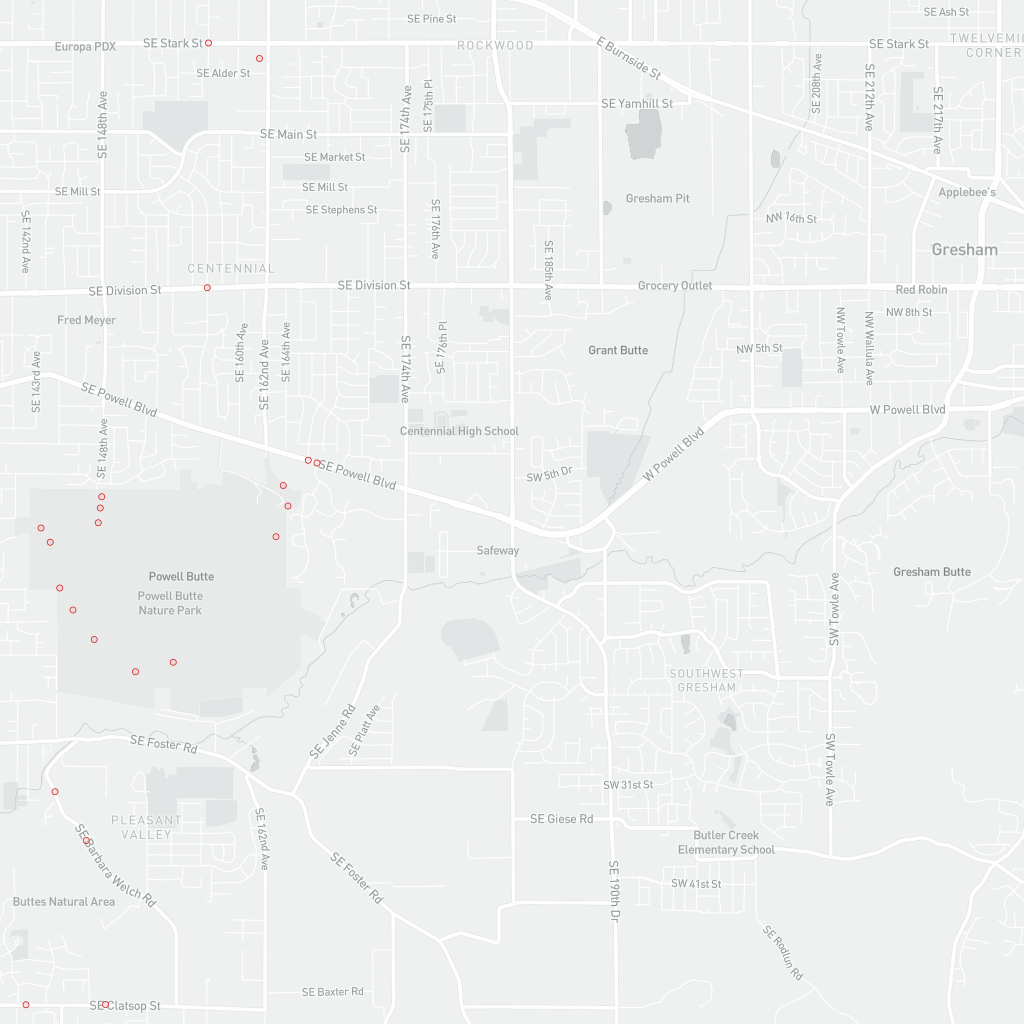 SE Pine St
SE Ash St
Europa PDX
SE Stark St
ROCKWOOD
E Burnside St
SE Stark St
TWELVEMIL
CORNER
SE Alder St
SE 148th Ave
SE 174th Ave
SE 175th Pl
SE Yamhill St
SE 208th Ave
SE 212th Ave
SE 217th Ave
SE Main St
SE Market St
SE Mill St
SE Mill St
SE Stephens St
Gresham Pit
Applebee's
SE 142nd Ave
SE 176th Ave
SE 185th Ave
NW 16th St
Gresham
CENTENNIAL
SE Division St
SE Division St
Grocery Outlet
Red Robin
Fred Meyer
NW 8th St
SE 143rd Ave
SE 160th Ave
SE 162nd Ave
SE 164th Ave
SE 174th Ave
SE 176th Pl
Grant Butte
NW 5th St
NW Towle Ave
NW Wallula Ave
SE Powell Blvd
W Powell Blvd
Centennial High School
SE 148th Ave
SE Powell Blvd
SW 5th Dr
W Powell Blvd
Safeway
Powell Butte
Powell Butte
Nature Park
Gresham Butte
SW Towle Ave
SOUTHWEST
GRESHAM
SE Jenne Rd
SE Platt Ave
SE Foster Rd
SW Towle Ave
SW 31st St
PLEASANT
VALLEY
SE 162nd Ave
SE Giese Rd
Butler Creek
Elementary School
SE Barbara Welch Rd
SE Foster Rd
SE 190th Dr
SW 41st St
Buttes Natural Area
SE Rodlun Rd
SE Baxter Rd
SE Clatsop St